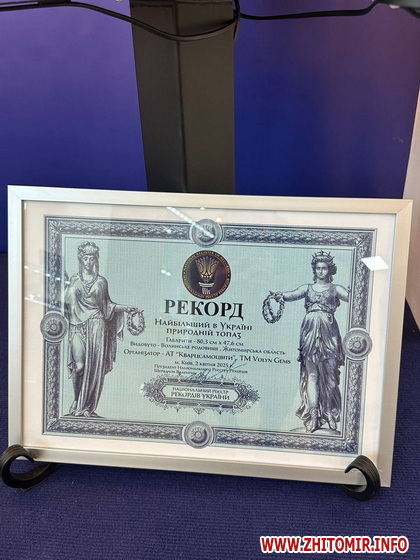 РЕКОРД
Найбільший в Україні
природній топаз
Габарити - 80,3 см х 47,6 см
Видобуто - Волинське родовище, Житомирська область
Організатор - АТ "Кварцсамоцвіти", ТМ Volyn Gems
м. Київ, 2 квітня 2025 р.
Президент Національного Реєстру Рекордів
НАЦІОНАЛЬНИЙ РЕЄСТР
РЕКОРДІВ УКРАЇНИ
WWW.ZHITOMIR.INFO